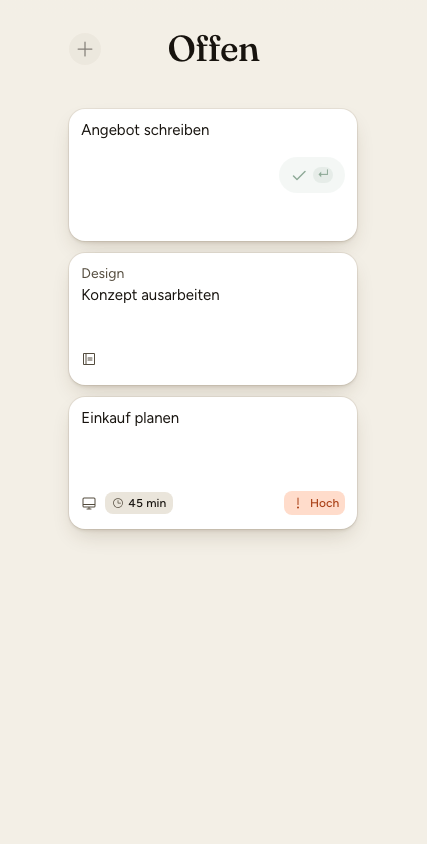 Offen
Angebot schreiben
Design
Konzept ausarbeiten
Einkauf planen
45 min
Hoch